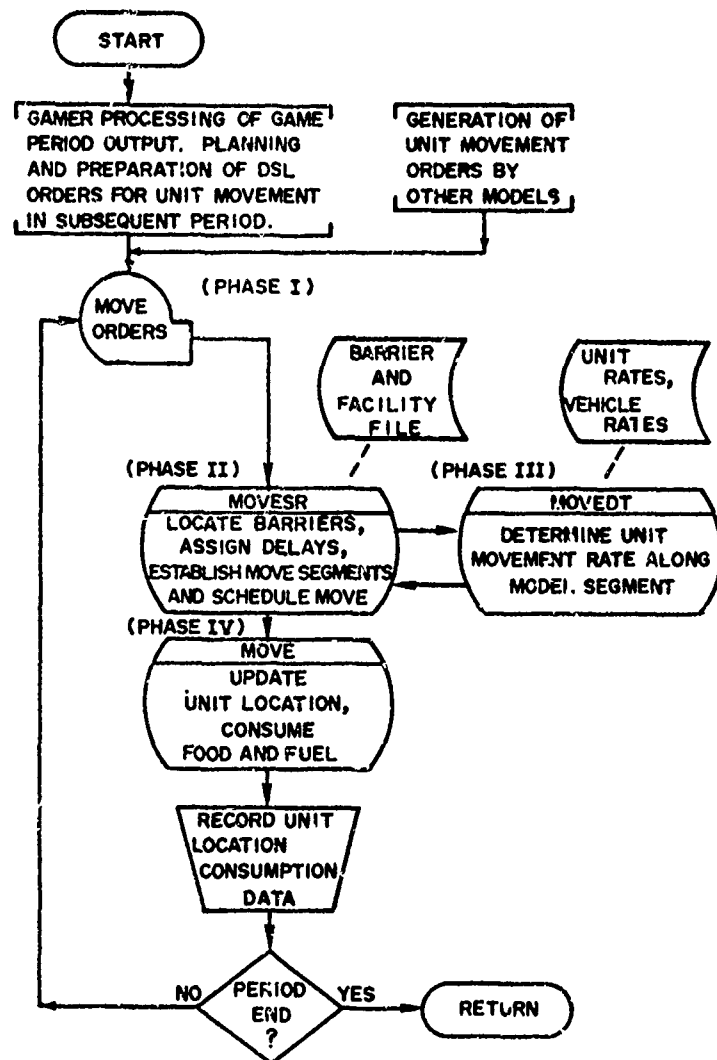 START
GAMER PROCESSING OF GAME
PERIOD OUTPUT. PLANNING
AND PREPARATION OF DSL
ORDERS FOR UNIT MOVEMENT
IN SUBSEQUENT PERIOD.
GENERATION OF
UNIT MOVEMENT
ORDERS BY
OTHER MODELS
(PHASE I)
MOVE
ORDERS
BARRIER
AND
FACILITY
FILE
UNIT
RATES,
VEHICLE
RATES
(PHASE II)
MOVESR
LOCATE BARRIERS,
ASSIGN DELAYS,
ESTABLISH MOVE SEGMENTS
AND SCHEDULE MOVE
(PHASE III)
MOVEDT
DETERMINE UNIT
MOVEMENT RATE ALONG
MODEL. SEGMENT
(PHASE IV)
MOVE
UPDATE
UNIT LOCATION,
CONSUME
FOOD AND FUEL
RECORD UNIT
LOCATION
CONSUMPTION
DATA
NO
PERIOD
END
?
YES
RETURN